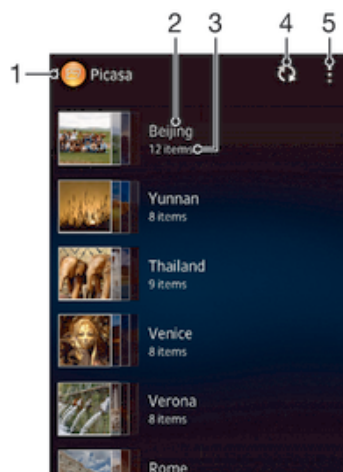 2 3 4 5
1 Picasa
Beijing
12 items
Yunnan
8 items
Thailand
9 items
Venice
8 items
Verona
8 items
Rome